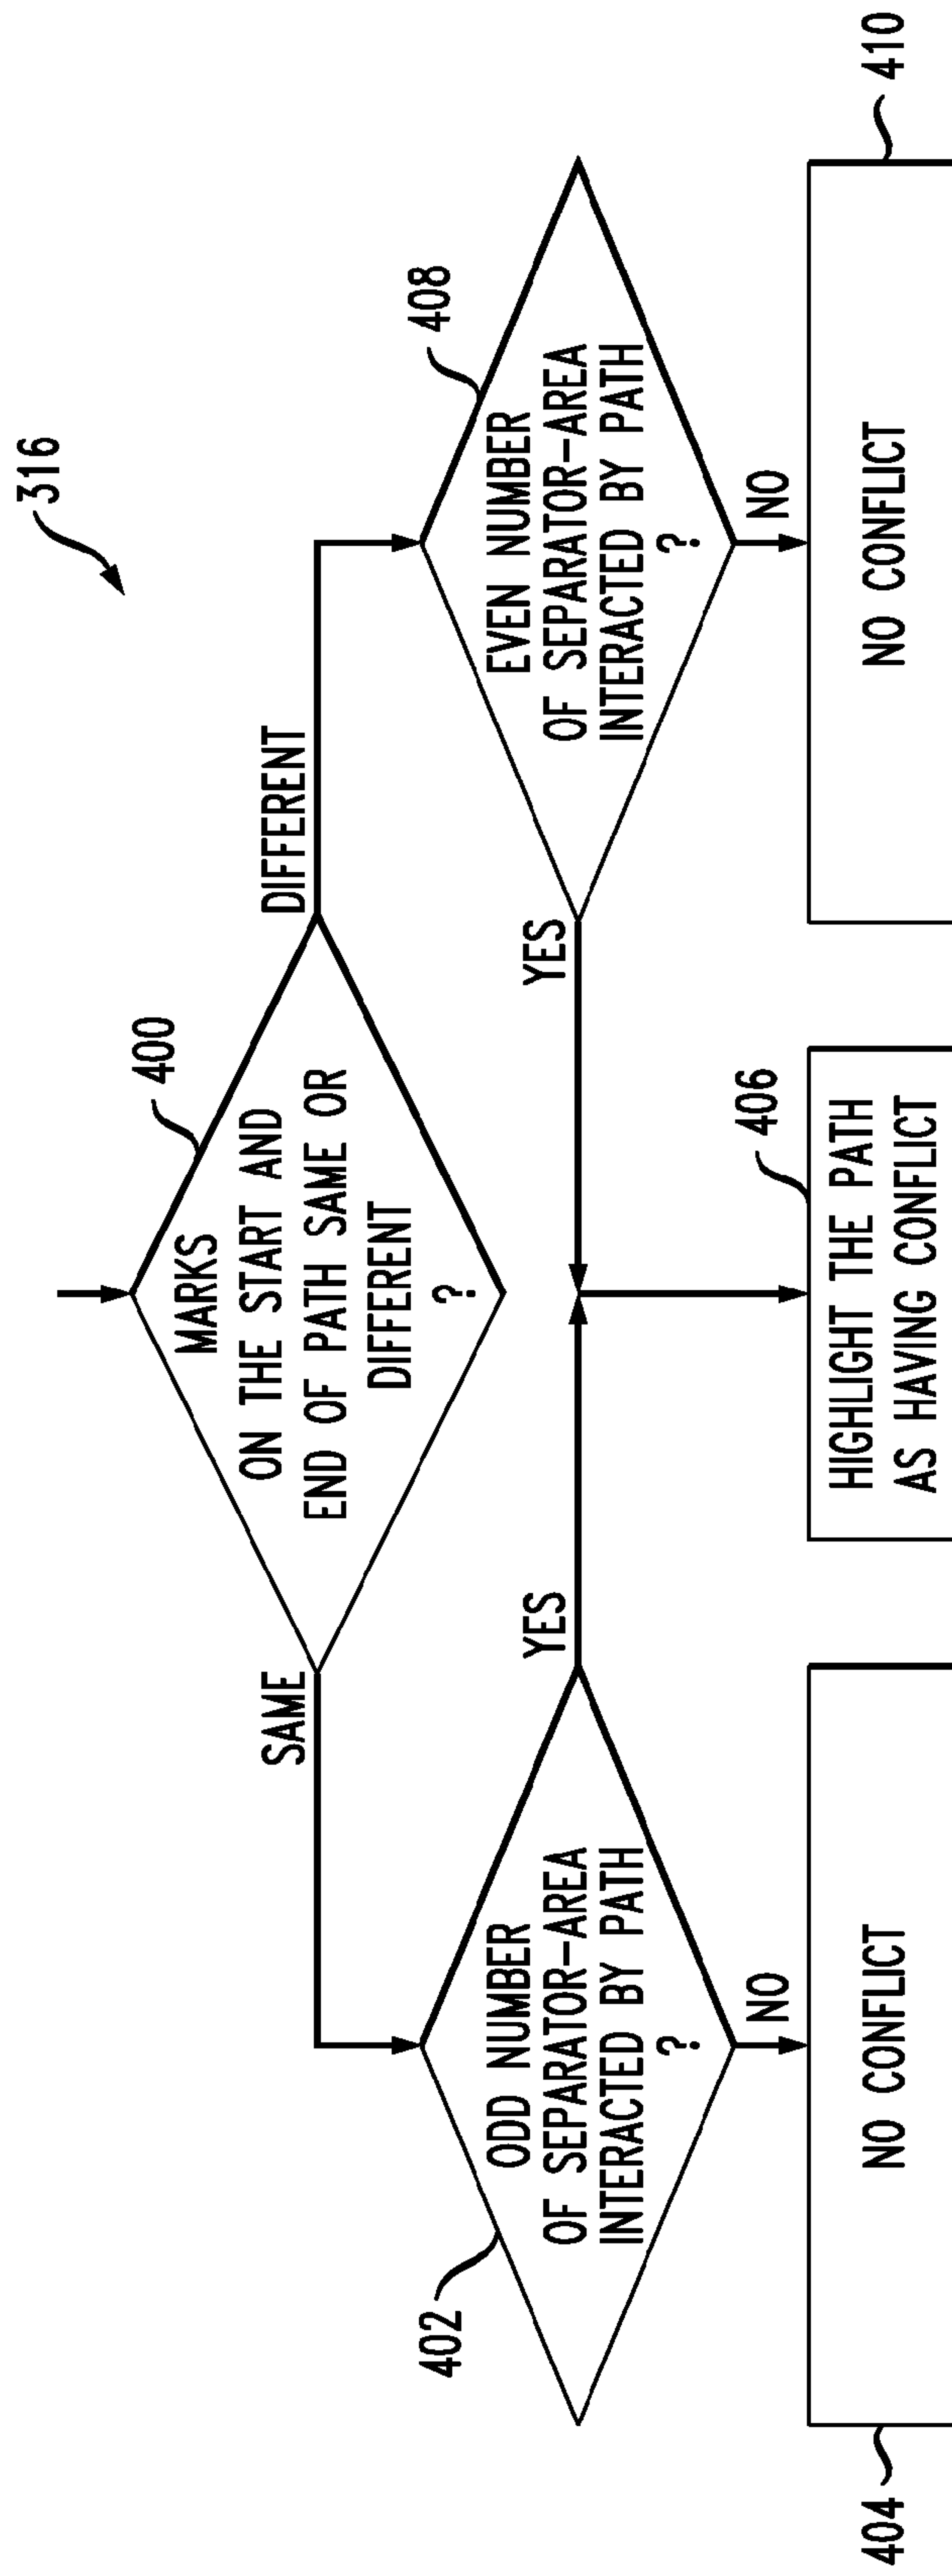 316
400
MARKS
ON THE START AND
END OF PATH SAME OR
DIFFERENT
?
SAME
DIFFERENT
402
ODD NUMBER
OF SEPARATOR-AREA
INTERACTED BY PATH
?
YES
NO
408
EVEN NUMBER
OF SEPARATOR-AREA
INTERACTED BY PATH
?
YES
NO
404
NO CONFLICT
406
HIGHLIGHT THE PATH
AS HAVING CONFLICT
410
NO CONFLICT